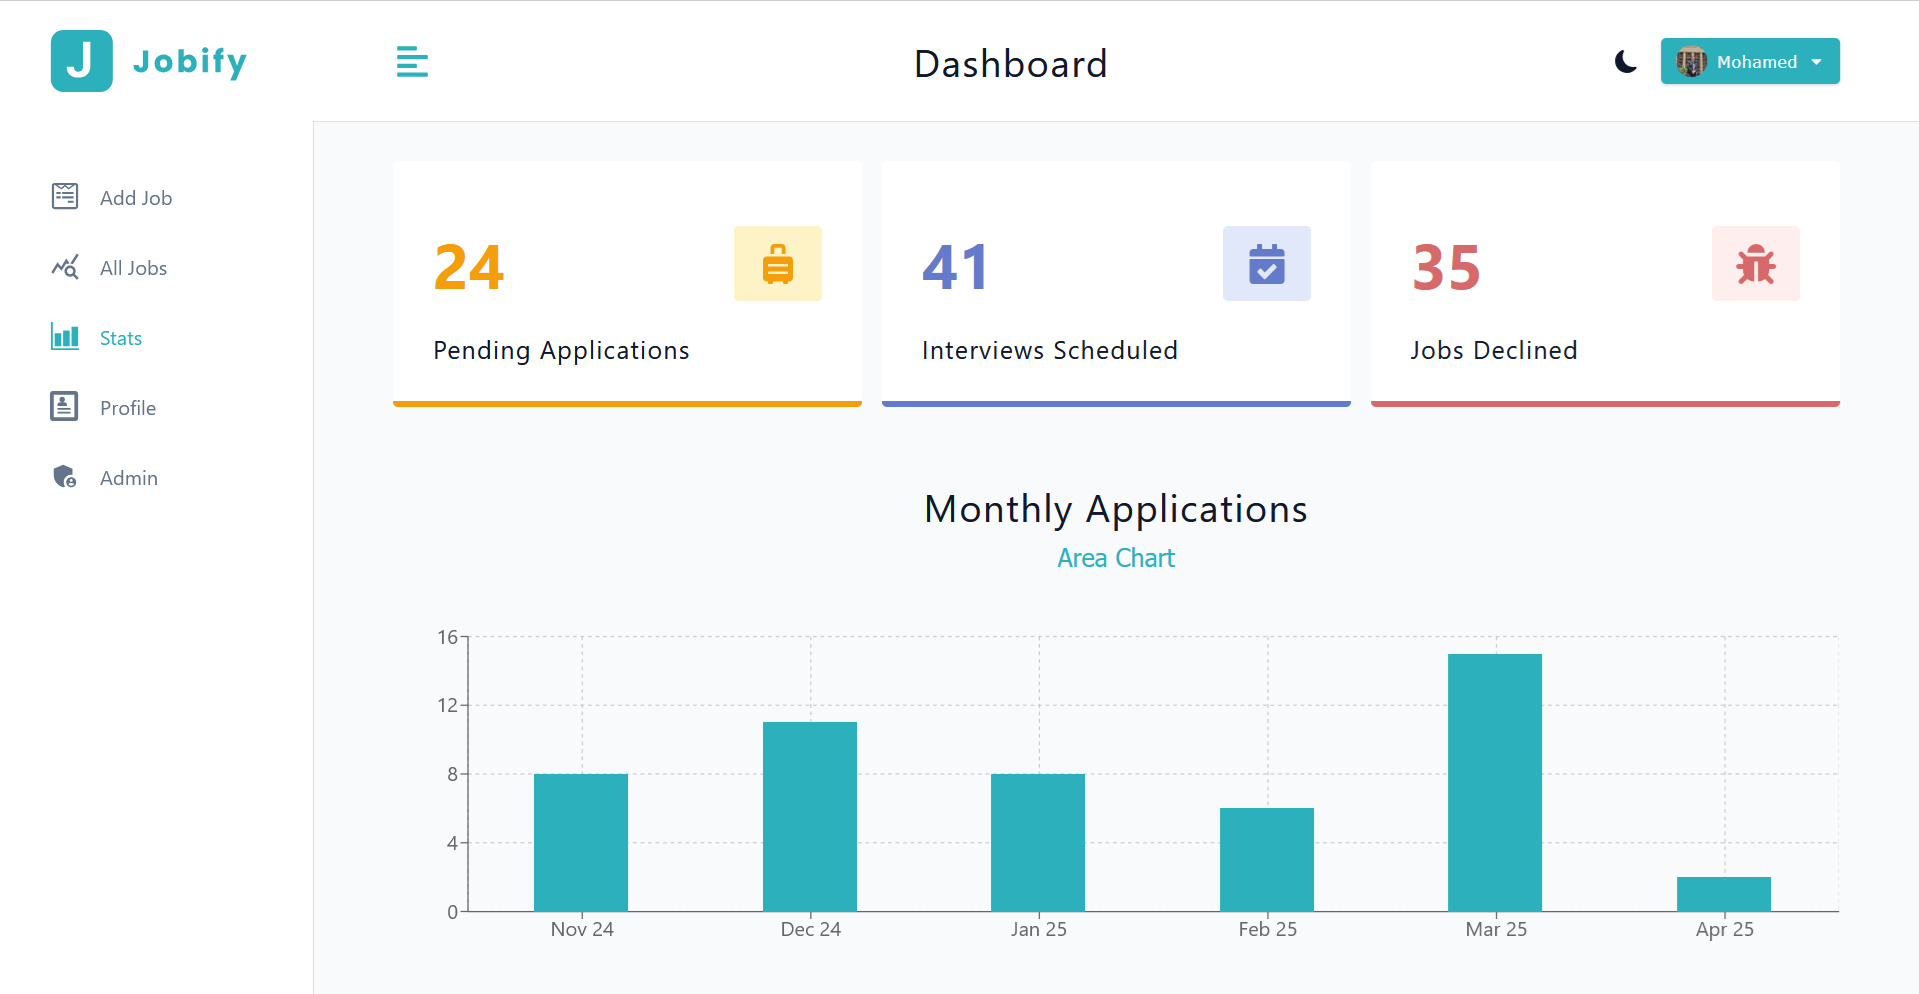 J Jobify
Dashboard
Mohamed
Add Job
All Jobs
Stats
Profile
Admin
24
Pending Applications
41
Interviews Scheduled
35
Jobs Declined
Monthly Applications
Area Chart
16
12
8
4
0
Nov 24 Dec 24 Jan 25 Feb 25 Mar 25 Apr 25